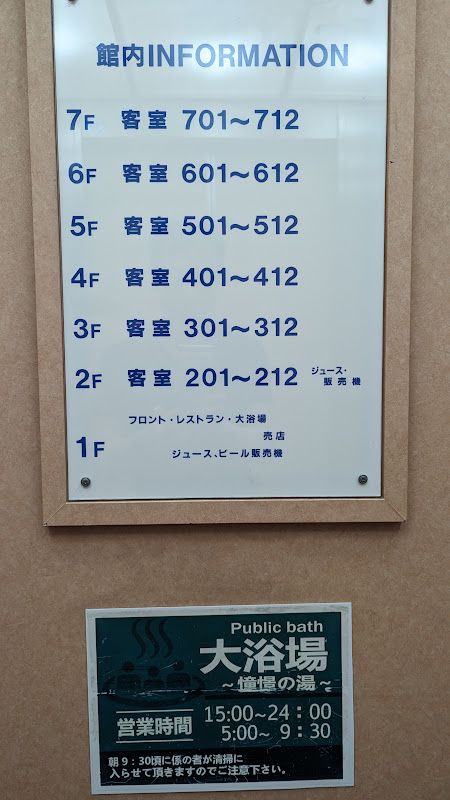 館内INFORMATION
7F 客室 701〜712
6F 客室 601〜612
5F 客室 501〜512
4F 客室 401〜412
3F 客室 301〜312
2F 客室 201〜212 ジュース・
販売機
フロント・レストラン・大浴場
売店
1F
ジュース、ビール販売機
Public bath
大浴場
〜憧憬の湯〜
営業時間 15:00〜24:00
5:00〜 9:30
朝9:30頃に係の者が清掃に
入らせて頂きますのでご注意下さい。